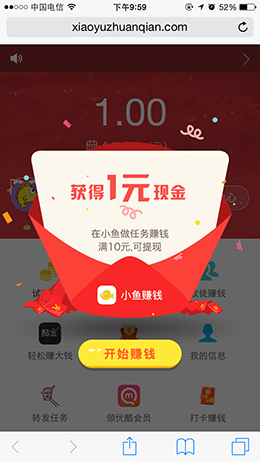 中国电信
下午9:59
52%
xiaoyuzhuanqian.com
1.00
获得1元现金
在小鱼做任务赚钱
满10元,可提现
小鱼赚钱
开始赚钱
酷金
轻松赚大钱
我的信息
转发任务
领优酷会员
打卡赚钱